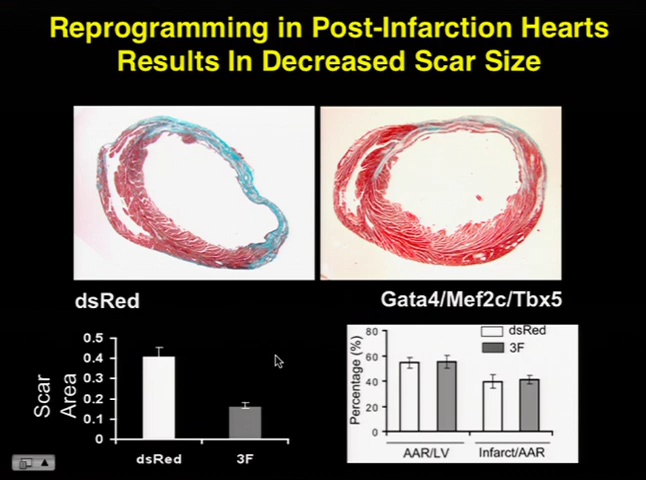 Reprogramming in Post-Infarction Hearts
Results In Decreased Scar Size
dsRed
Gata4/Mef2c/Tbx5
Scar
Area
0.5
0.4
0.3
0.2
0.1
0
dsRed 3F
Percentage (%)
80
60
40
20
0
dsRed
3F
AAR/LV Infarct/AAR